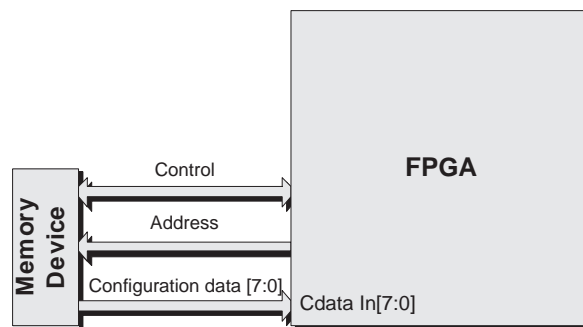 Control
FPGA
Address
Memory
Device
Configuration data [7:0]
Cdata In[7:0]